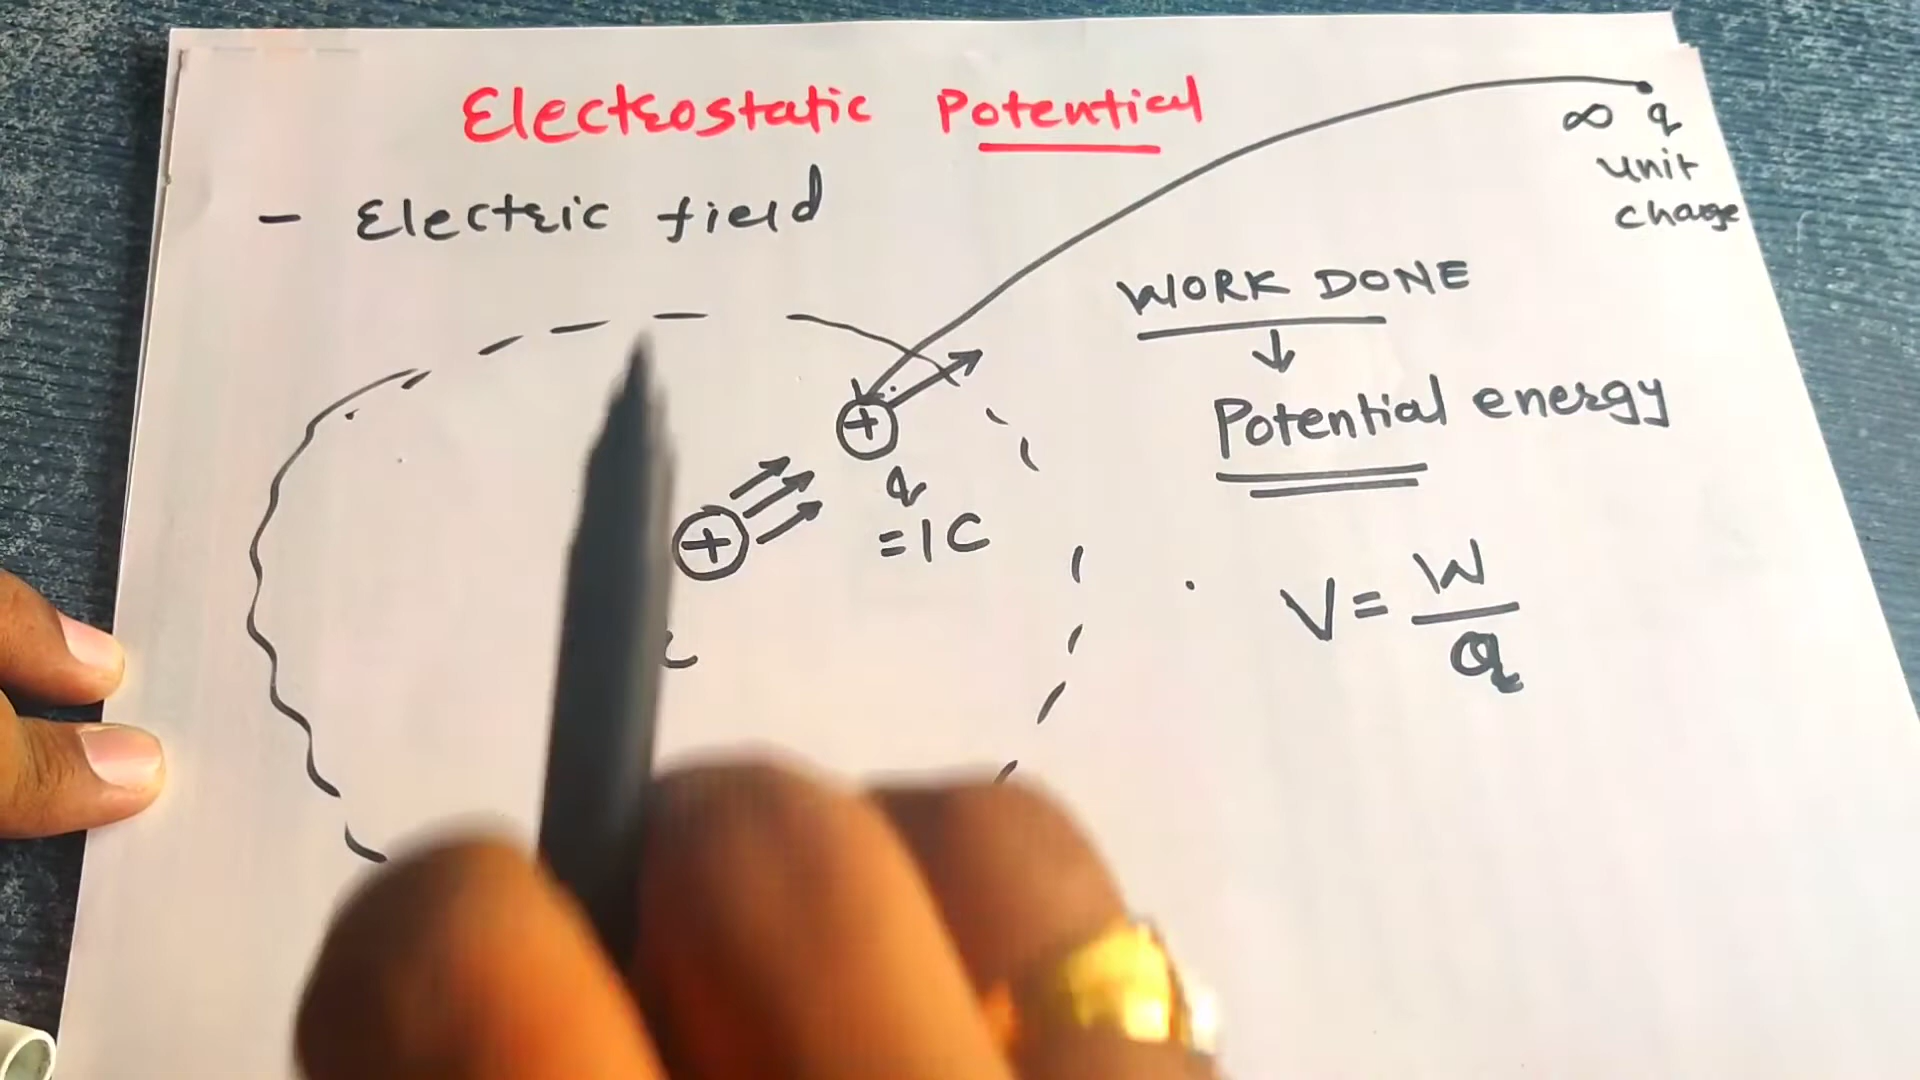 Electrostatic Potential
- Electric field
∞ q
unit
charge
WORK DONE
↓
Potential energy
+
q
=1C
+
V=W/Q